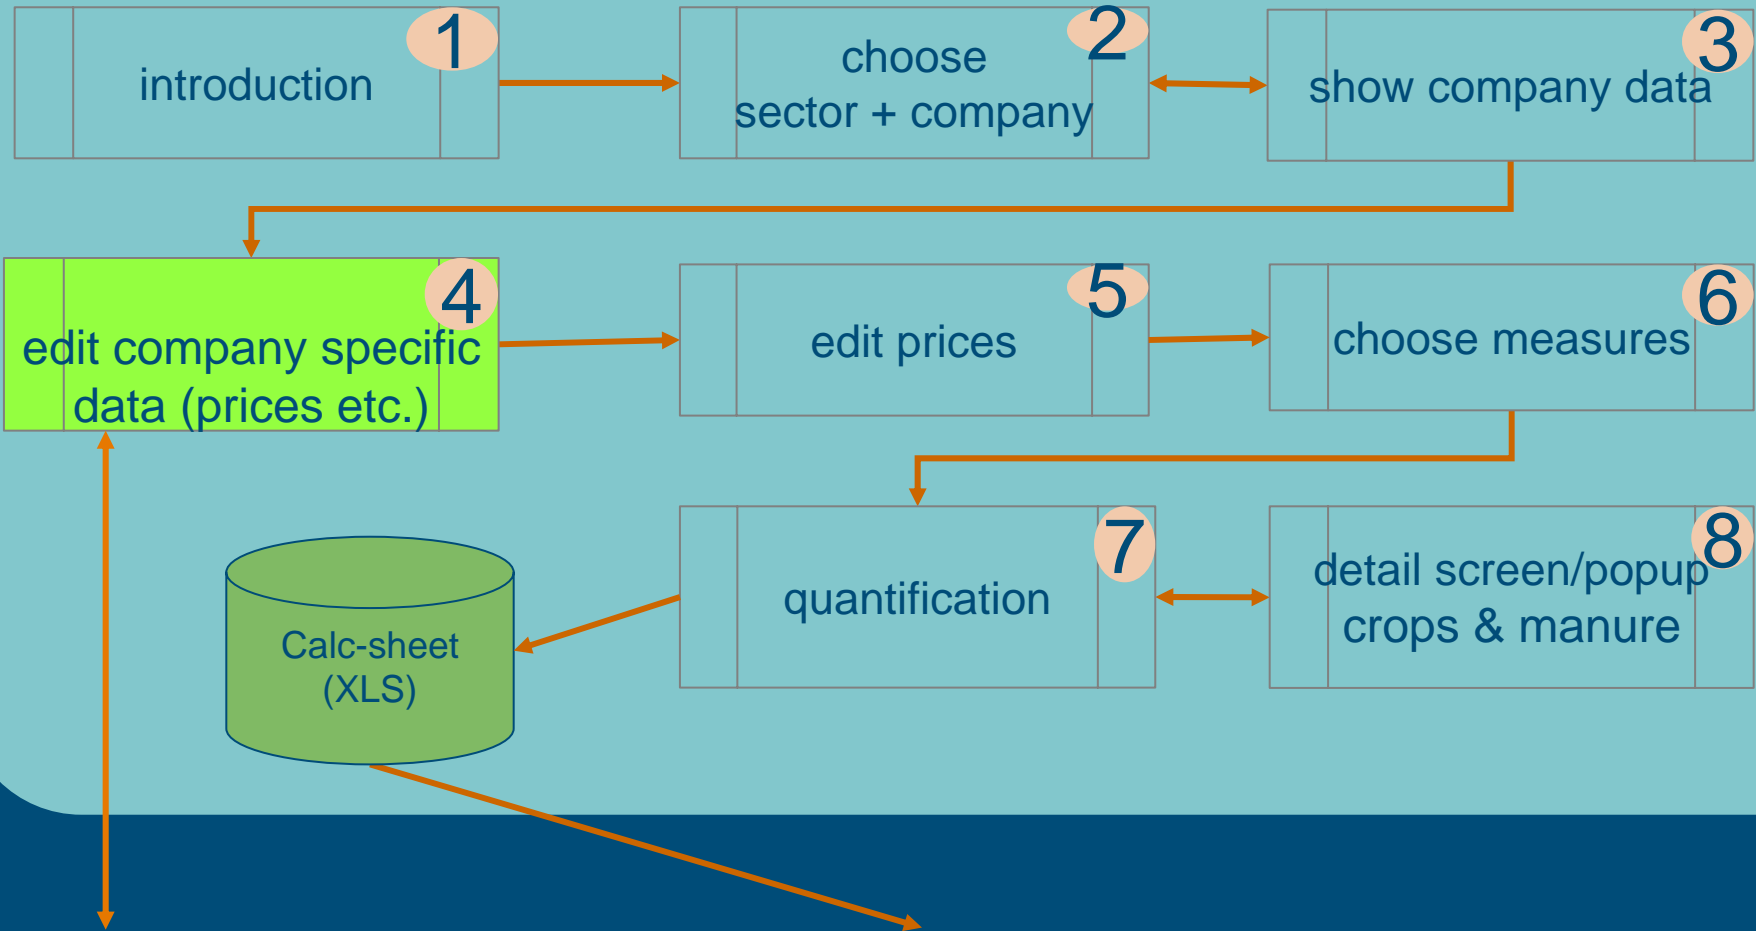 1
introduction
2
choose
sector + company
3
show company data
4
edit company specific
data (prices etc.)
5
edit prices
6
choose measures
7
quantification
8
detail screen/popup
crops & manure
Calc-sheet
(XLS)